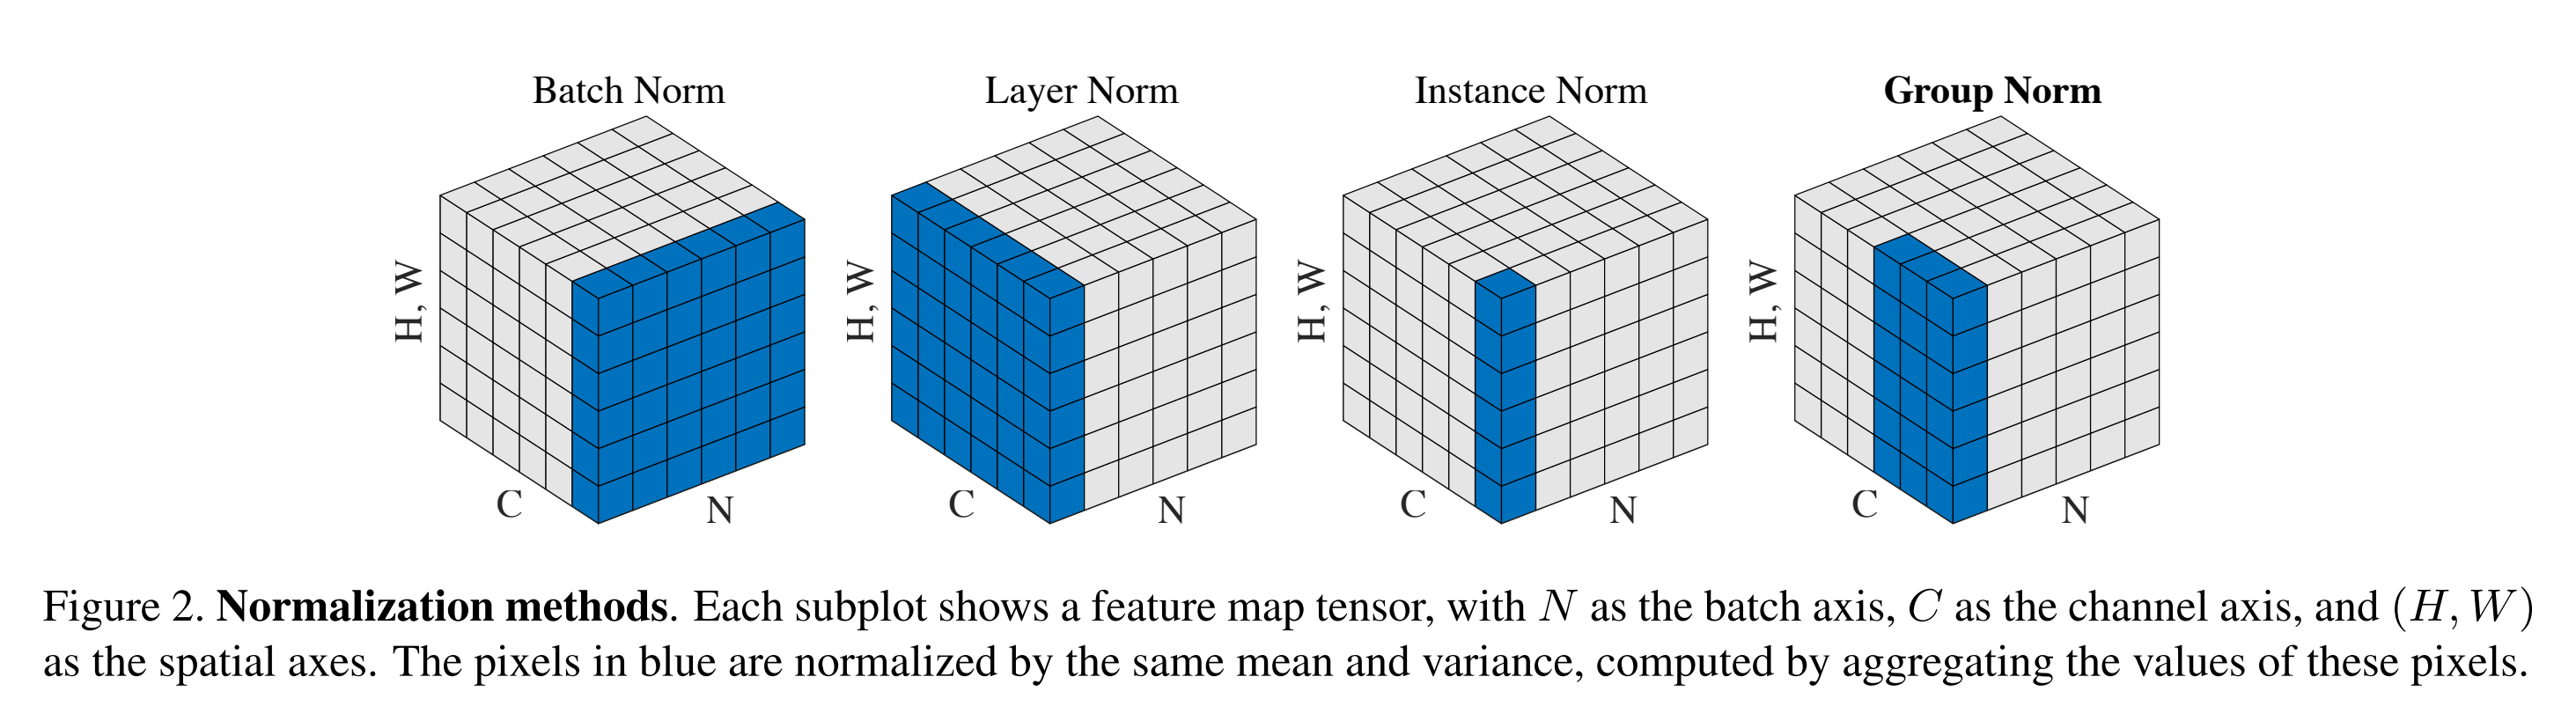 Batch Norm
Layer Norm
Instance Norm
Group Norm
H, W
C
N
H, W
C
N
H, W
C
N
H, W
C
N
Figure 2. Normalization methods. Each subplot shows a feature map tensor, with N as the batch axis, C as the channel axis, and (H, W)
as the spatial axes. The pixels in blue are normalized by the same mean and variance, computed by aggregating the values of these pixels.